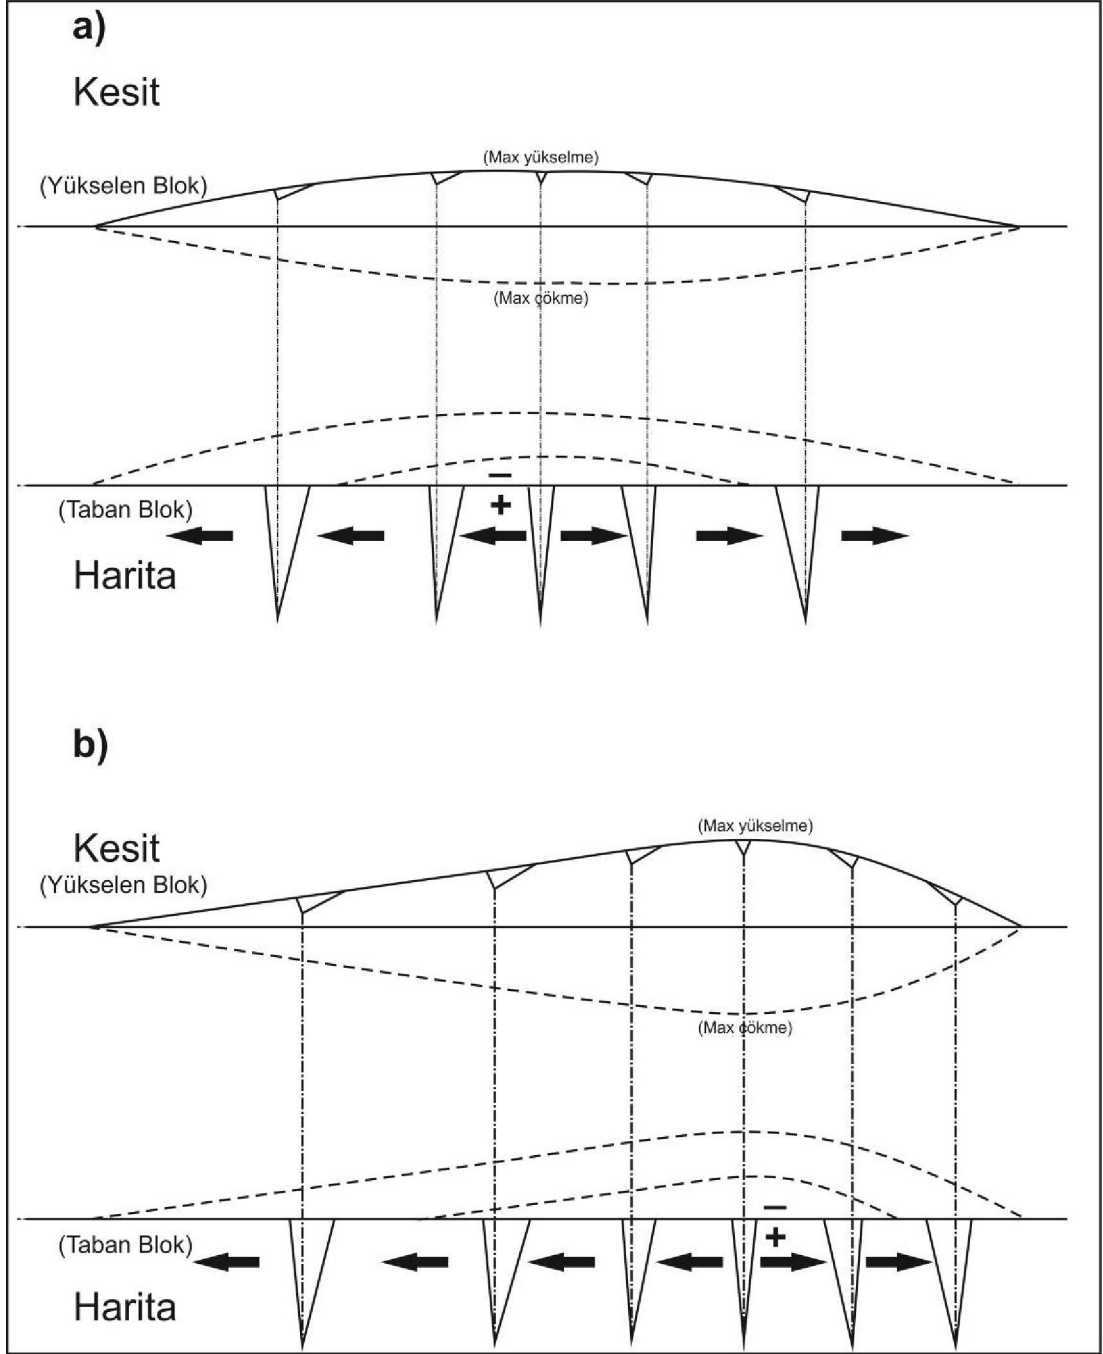 a)
Kesit
(Max yükselme)
(Yükselen Blok)
(Max çökme)
−
(Taban Blok)
+
Harita
b)
(Max yükselme)
Kesit
(Yükselen Blok)
(Max çökme)
−
(Taban Blok)
+
Harita